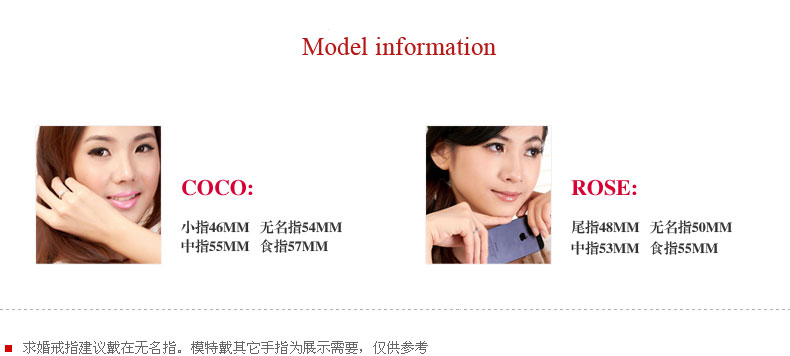 Model information
COCO:
小指46MM 无名指54MM
中指55MM 食指57MM
ROSE:
尾指48MM 无名指50MM
中指53MM 食指55MM
求婚戒指建议戴在无名指。模特戴其它手指为展示需要，仅供参考